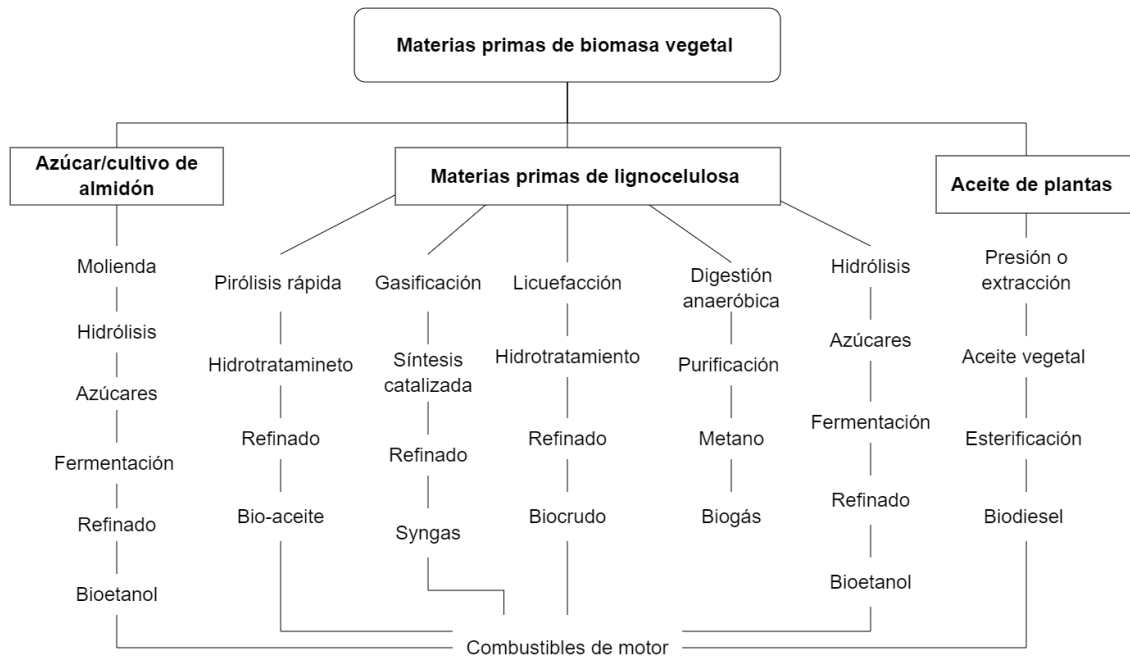 Materias primas de biomasa vegetal
Azúcar/cultivo de
almidón
Materias primas de lignocelulosa
Aceite de plantas
Molienda
Hidrólisis
Azúcares
Fermentación
Refinado
Bioetanol
Pirólisis rápida
Hidrotratamineto
Refinado
Bio-aceite
Gasificación
Síntesis
catalizada
Refinado
Syngas
Licuefacción
Hidrotratamiento
Refinado
Biocrudo
Digestión
anaeróbica
Purificación
Metano
Biogás
Hidrólisis
Azúcares
Fermentación
Refinado
Bioetanol
Presión o
extracción
Aceite vegetal
Esterificación
Biodiesel
Combustibles de motor